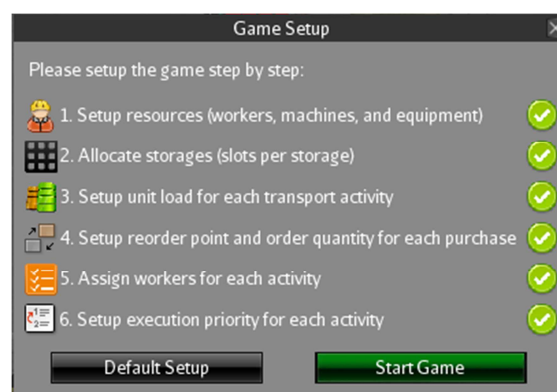 Game Setup
Please setup the game step by step:
1. Setup resources (workers, machines, and equipment)
2. Allocate storages (slots per storage)
3. Setup unit load for each transport activity
4. Setup reorder point and order quantity for each purchase
5. Assign workers for each activity
6. Setup execution priority for each activity
Default Setup
Start Game